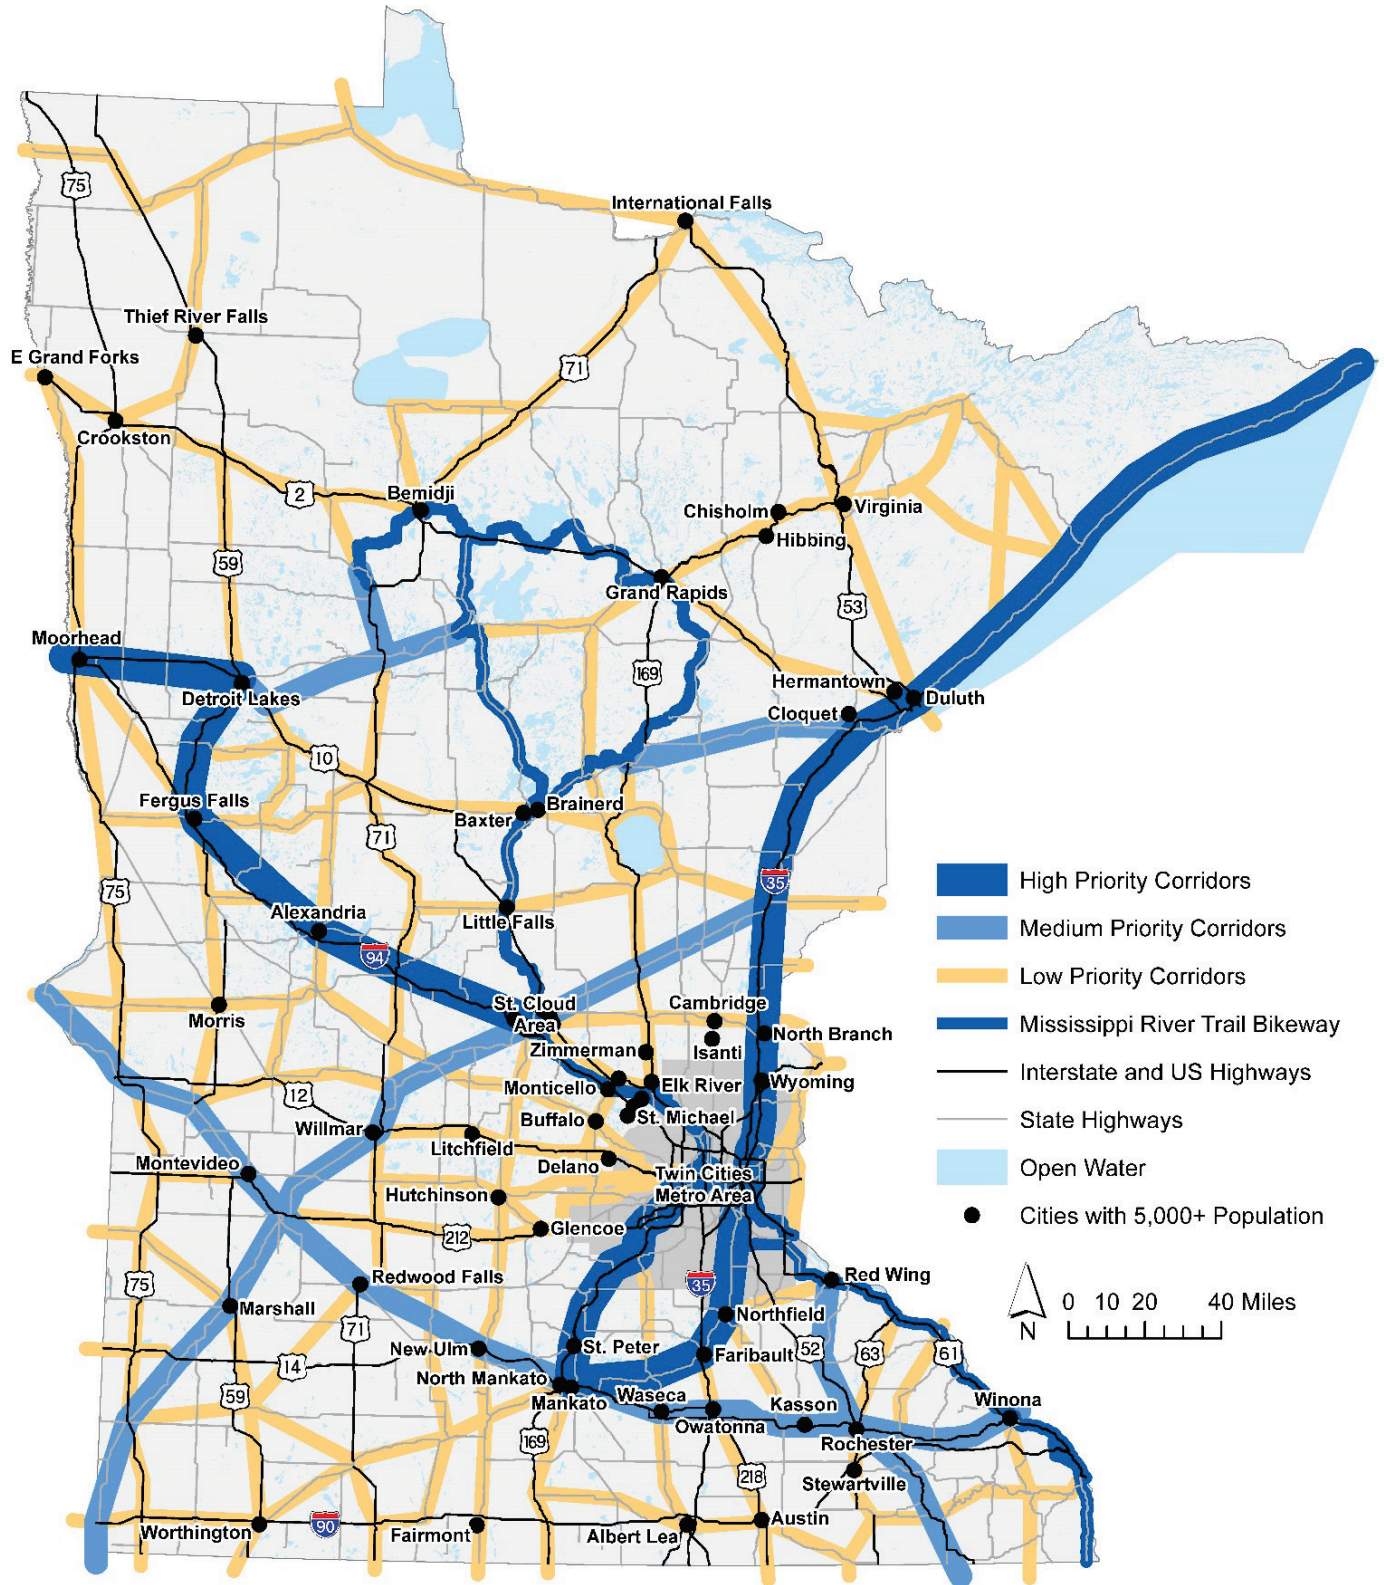 75
International Falls
Thief River Falls
E Grand Forks
71
Crookston
2
Bemidji
Chisholm
Virginia
Hibbing
59
Grand Rapids
53
Moorhead
169
Hermantown
Detroit Lakes
Duluth
Cloquet
10
Fergus Falls
Brainerd
Baxter
71
35
75
High Priority Corridors
Alexandria
Little Falls
Medium Priority Corridors
94
Low Priority Corridors
St. Cloud
Area
Cambridge
Morris
Mississippi River Trail Bikeway
North Branch
Isanti
Zimmerman
Interstate and US Highways
Monticello
Elk River
Wyoming
12
State Highways
Buffalo
St. Michael
Willmar
Litchfield
Montevideo
Delano
Open Water
Twin Cities
Metro Area
Hutchinson
Cities with 5,000+ Population
Glencoe
212
Redwood Falls
Red Wing
75
35
0 10 20 40 Miles
N
Marshall
Northfield
71
St. Peter
52
63
61
New Ulm
Faribault
14
North Mankato
Mankato
59
Waseca
Kasson
Winona
Owatonna
Rochester
169
218
Stewartville
Worthington
90
Fairmont
Albert Lea
Austin